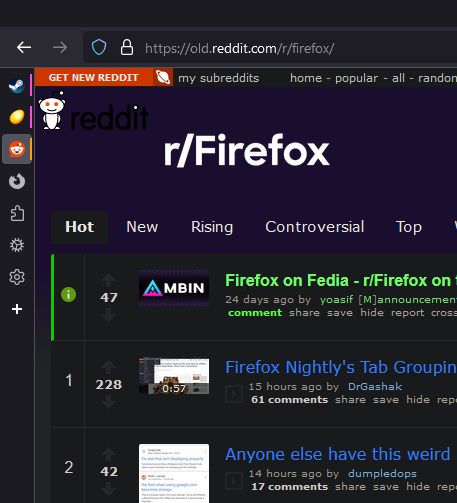 https://old.reddit.com/r/firefox/
GET NEW REDDIT my subreddits home - popular - all - random
reddit
r/Firefox
Hot New Rising Controversial Top
47
MBIN
Firefox on Fedia - r/Firefox on
24 days ago by yoasif [M]announcement
comment share save hide report cross
1
228
0:57
Firefox Nightly's Tab Grouping
15 hours ago by DrGashak
61 comments share save hide repo
2
42
Anyone else have this weird
14 hours ago by dumpledops
17 comments share save hide repo